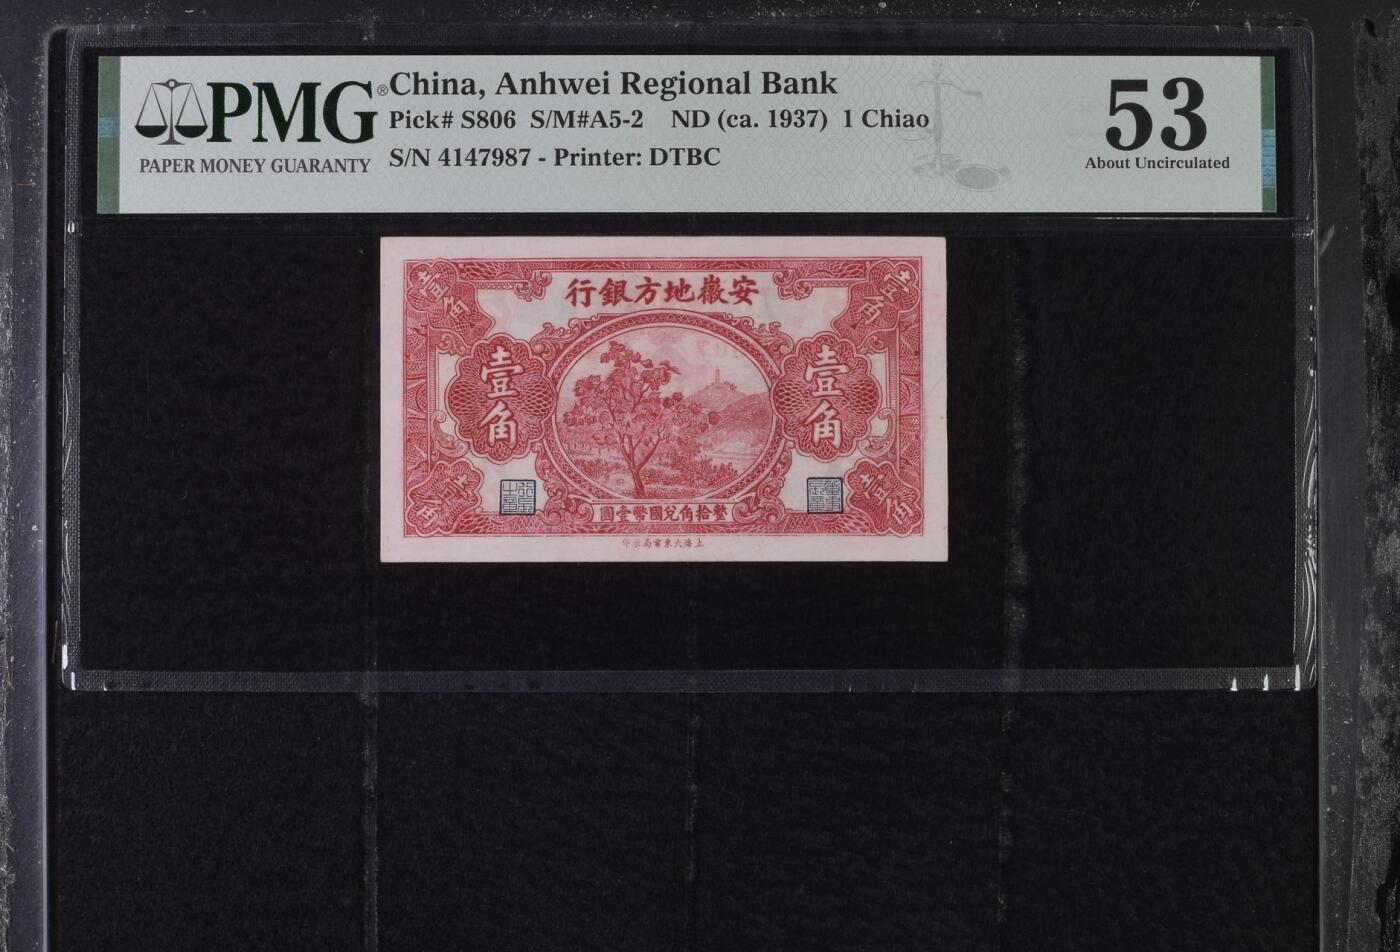 PMG®
PAPER MONEY GUARANTY
China, Anhwei Regional Bank
Pick# S806 S/M#A5-2 ND (ca. 1937) 1 Chiao
S/N 4147987 - Printer: DTBC
53
About Uncirculated
壹角
壹角
行銀方地徽安
壹角
壹角
壹角
壹角
圓壹幣國兌角拾整
印承局書東大海上